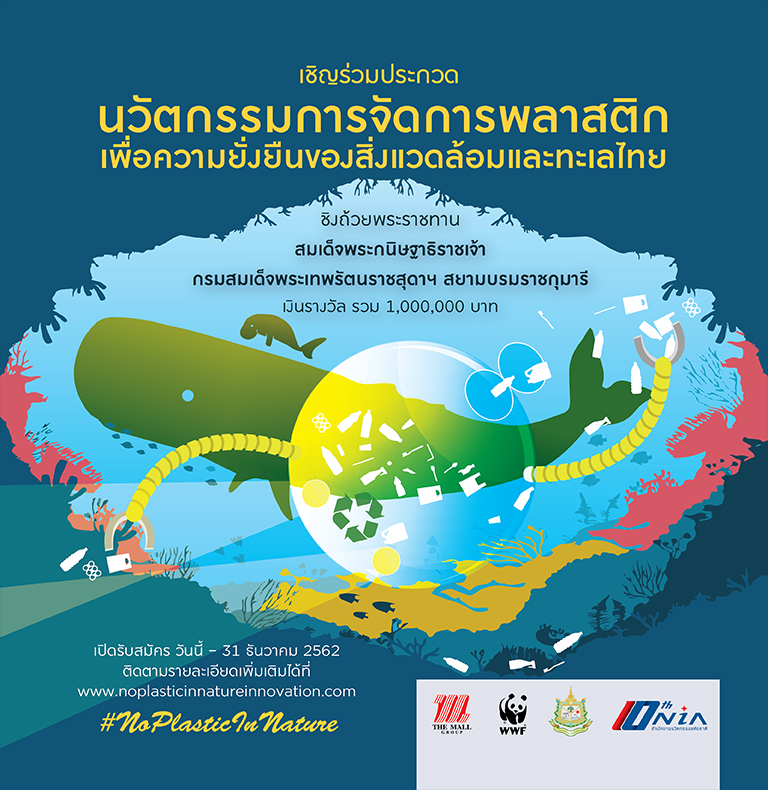 เชิญร่วมประกวด
นวัตกรรมการจัดการพลาสติก
เพื่อความยั่งยืนของสิ่งแวดล้อมและทะเลไทย
ชิงถ้วยพระราชทาน
สมเด็จพระกนิษฐาธิราชเจ้า
กรมสมเด็จพระเทพรัตนราชสุดาฯ สยามบรมราชกุมารี
เงินรางวัล รวม 1,000,000 บาท
เปิดรับสมัคร วันนี้ – 31 ธันวาคม 2562
ติดตามรายละเอียดเพิ่มเติมได้ที่
www.noplasticinnatureinnovation.com
#NoPlasticInNature
THE MALL
GROUP
WWF
10th NIA
สำนักงานนวัตกรรมแห่งชาติ